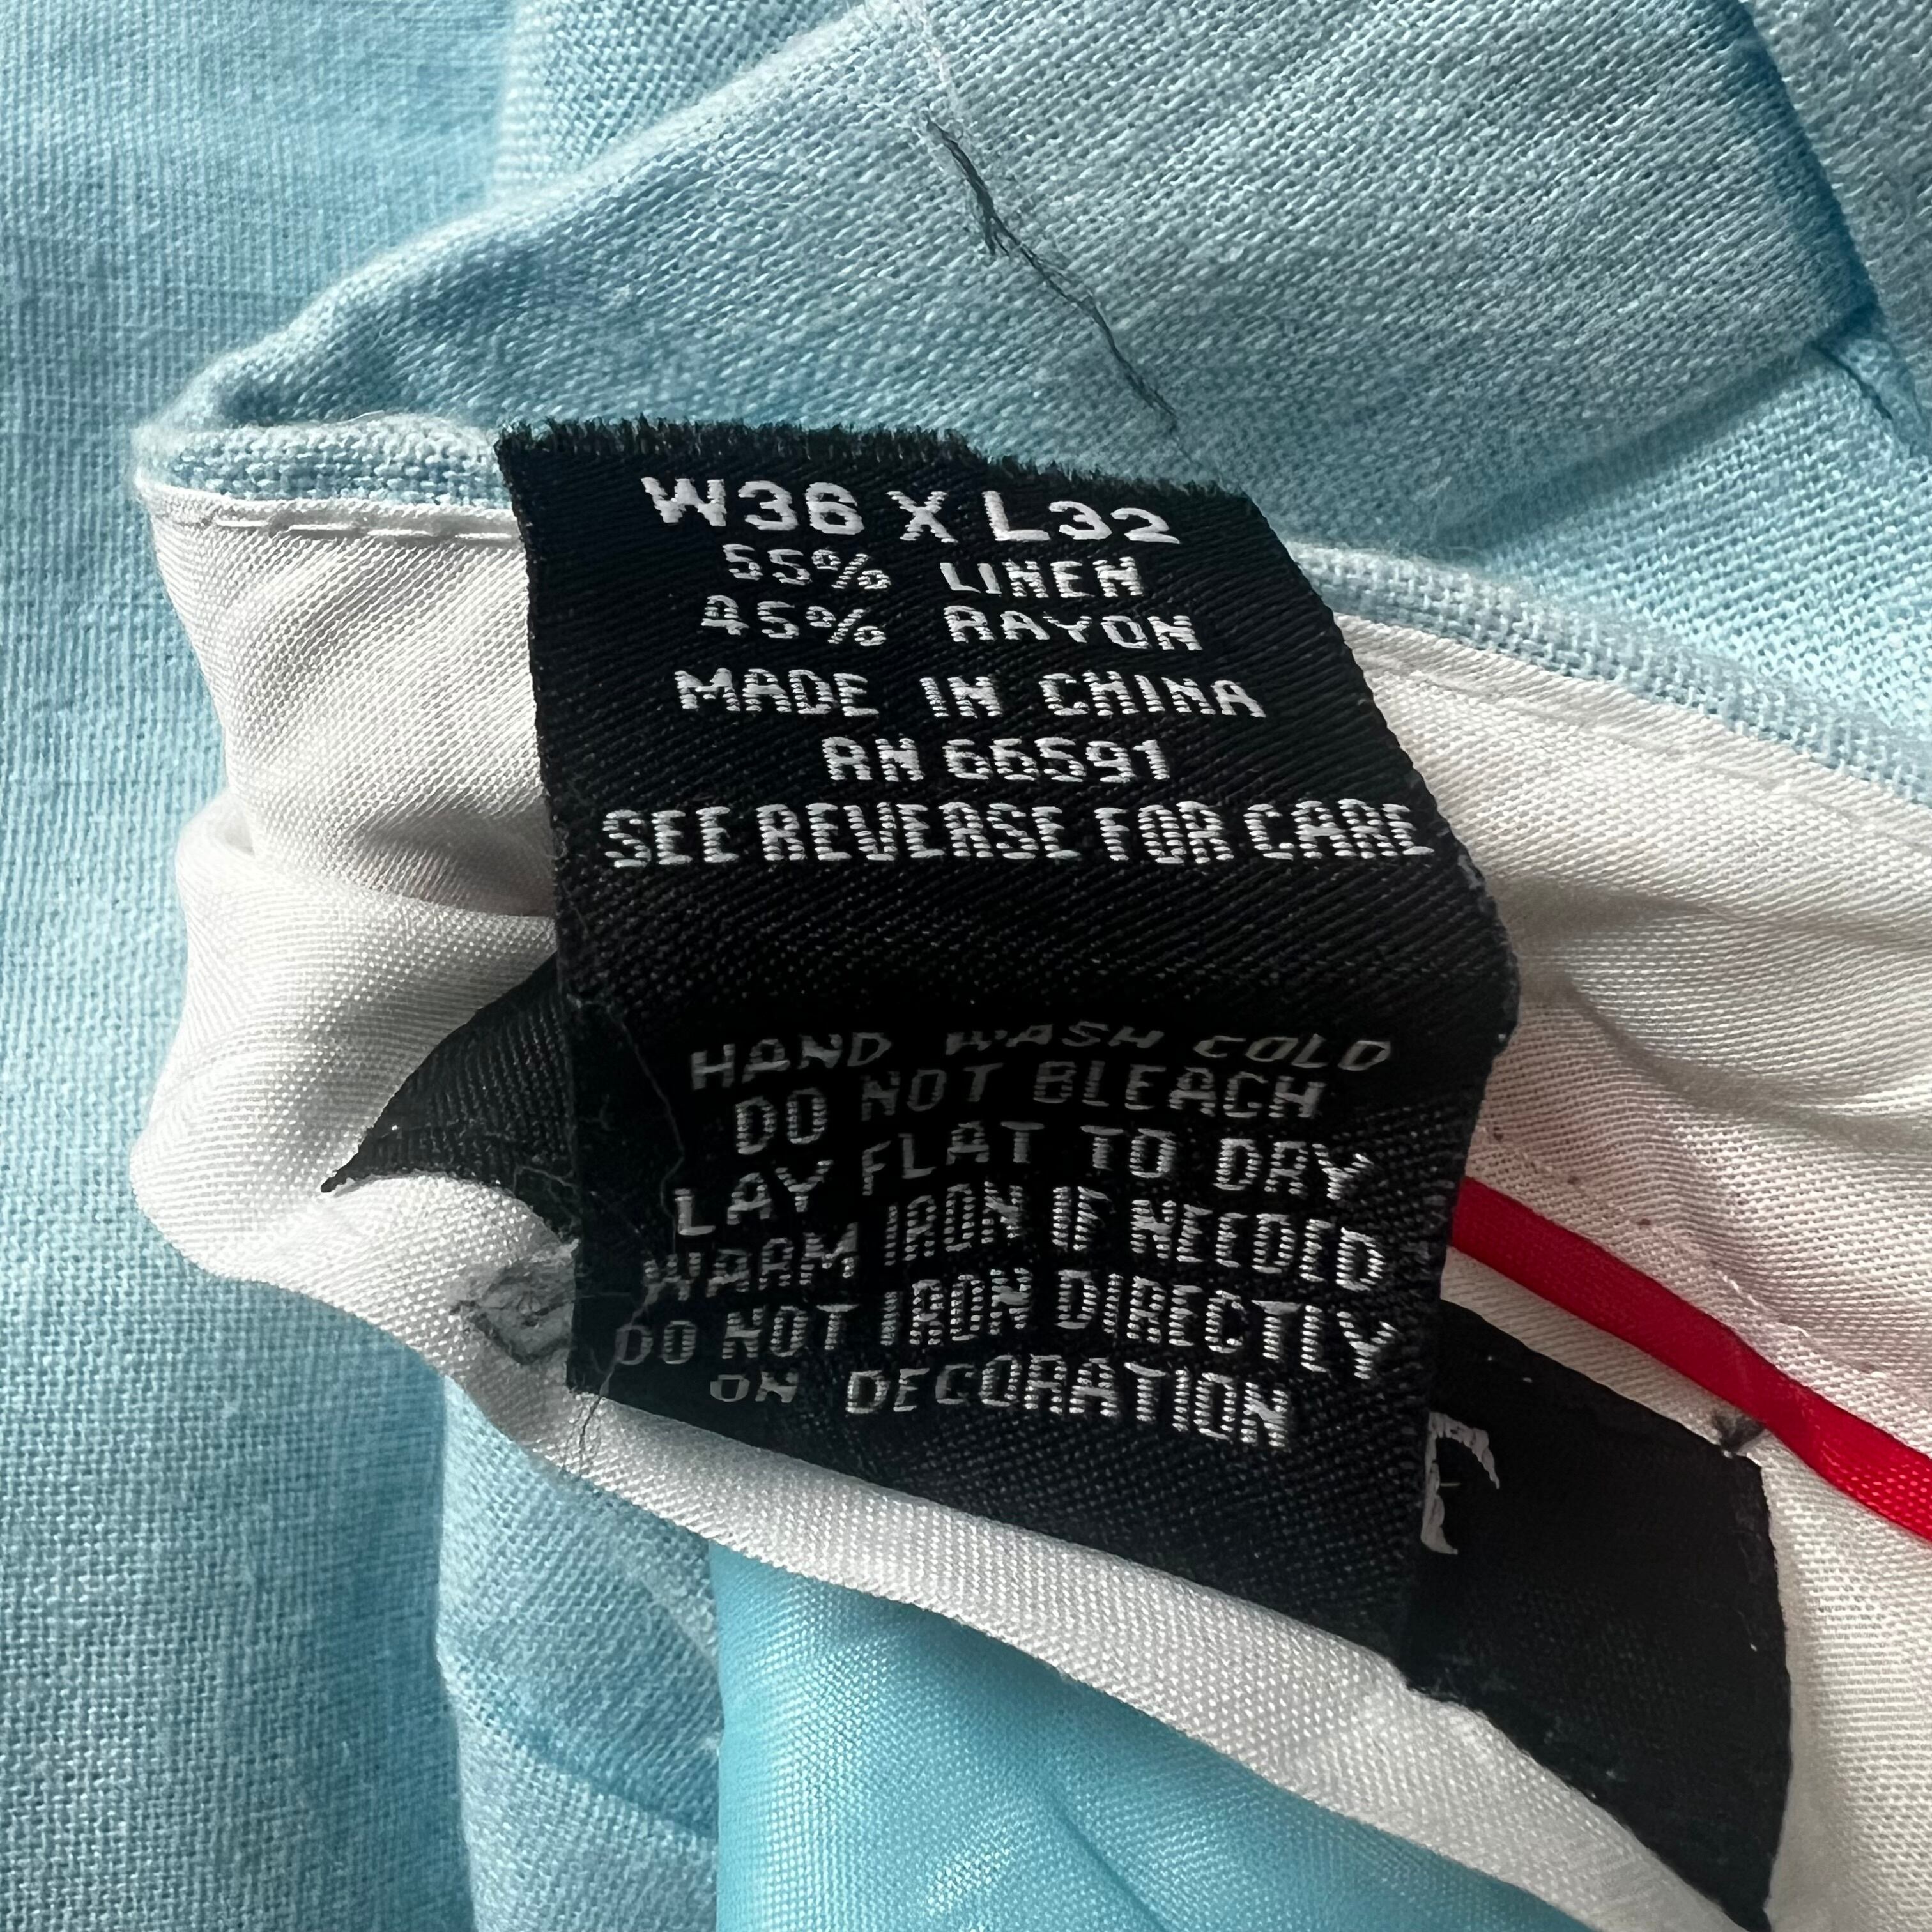 W36 X L32
55% LINEN
45% RAYON
MADE IN CHINA
RN 66591
SEE REVERSE FOR CARE
HAND WASH COLD
DO NOT BLEACH
LAY FLAT TO DRY
WARM IRON IF NEEDED
DO NOT IRON DIRECTLY
ON DECORATION